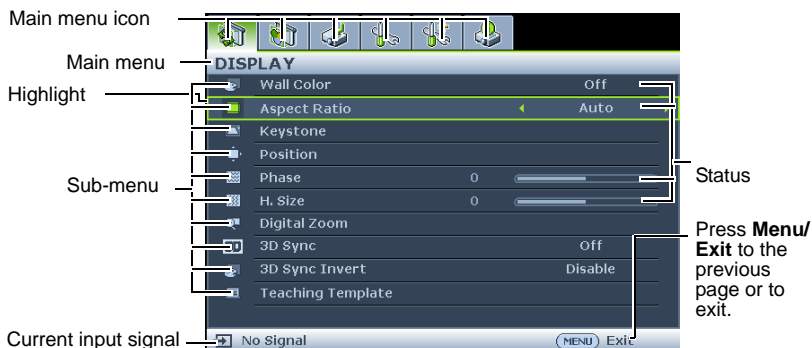 Main menu icon
Main menu
DISPLAY
Highlight
Wall Color Off
Aspect Ratio Auto
Keystone
Position
Sub-menu
Phase 0
Status
H. Size 0
Digital Zoom
3D 3D Sync Off
3D Sync Invert Disable
Teaching Template
Press Menu/
Exit to the
previous
page or to
exit.
Current input signal
No Signal MENU Exit